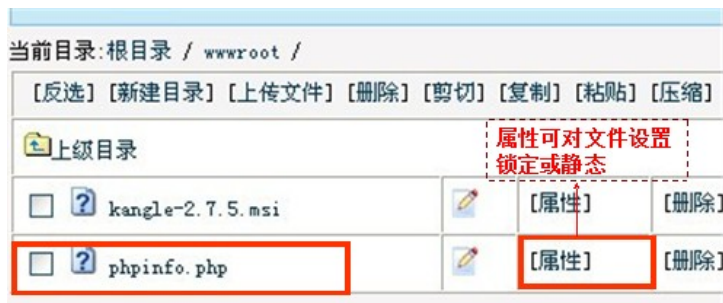 当前目录:根目录 / wwwroot /
[反选] [新建目录] [上传文件] [删除] [剪切] [复制] [粘贴] [压缩]
上级目录
属性可对文件设置
锁定或静态
kangle-2.7.5.msi [属性] [删除]
phpinfo.php [属性] [删除]